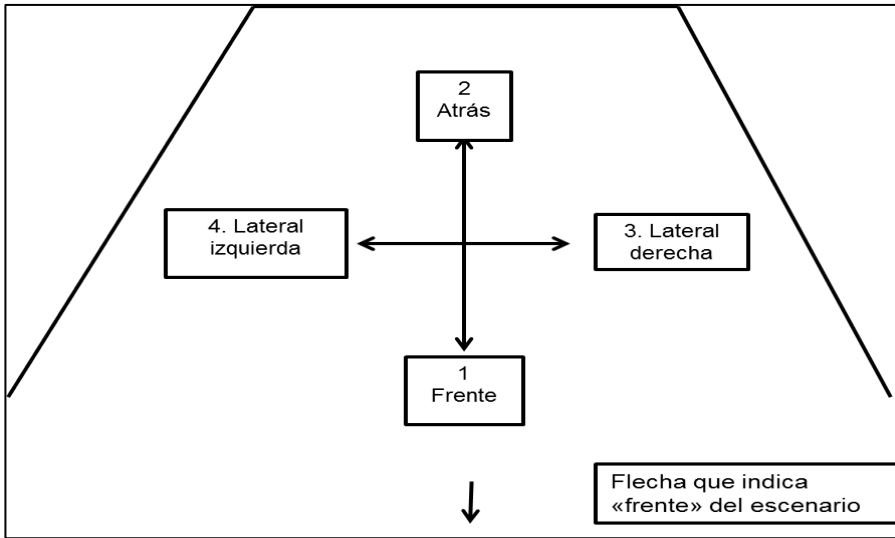 2
Atrás
4. Lateral
izquierda
3. Lateral
derecha
1
Frente
Flecha que indica
«frente» del escenario